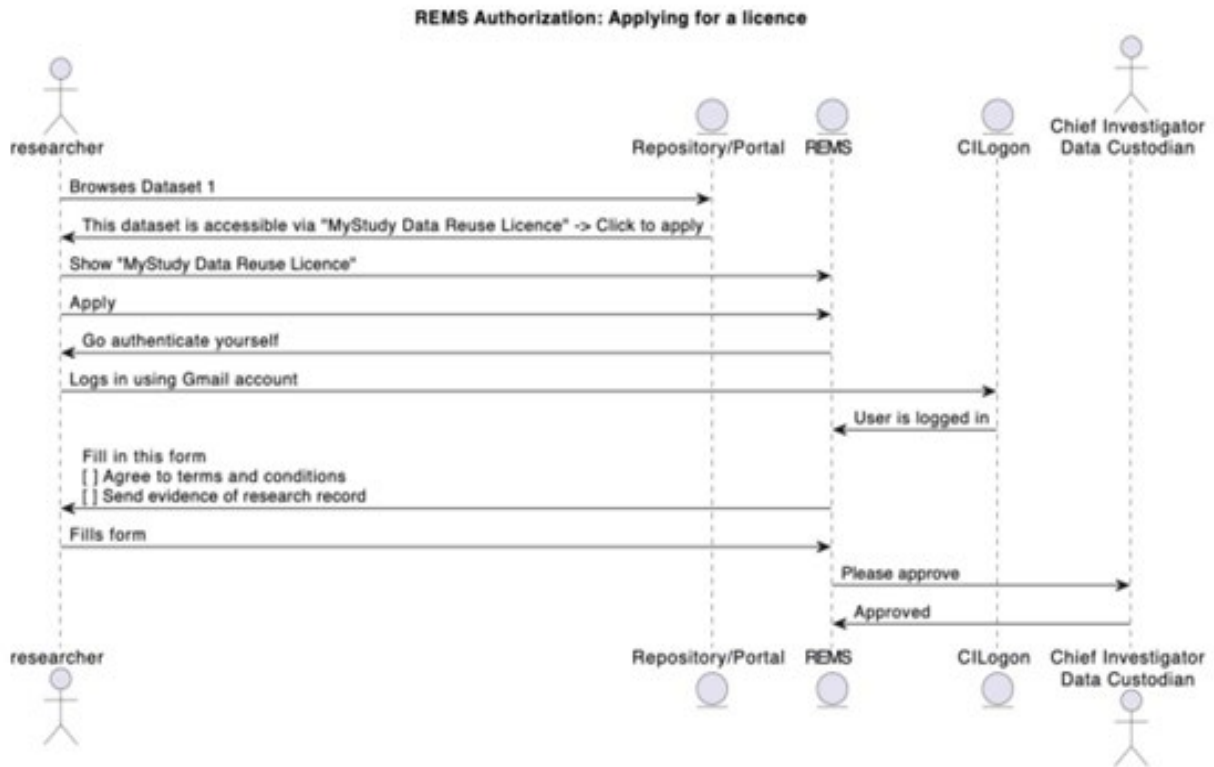 REMS Authorization: Applying for a licence
researcher
Repository/Portal
REMS
CILogon
Chief Investigator
Data Custodian
Browses Dataset 1
This dataset is accessible via "MyStudy Data Reuse Licence" -> Click to apply
Show "MyStudy Data Reuse Licence"
Apply
Go authenticate yourself
Logs in using Gmail account
User is logged in
Fill in this form
[ ] Agree to terms and conditions
[ ] Send evidence of research record
Fills form
Please approve
Approved
researcher
Repository/Portal
REMS
CILogon
Chief Investigator
Data Custodian